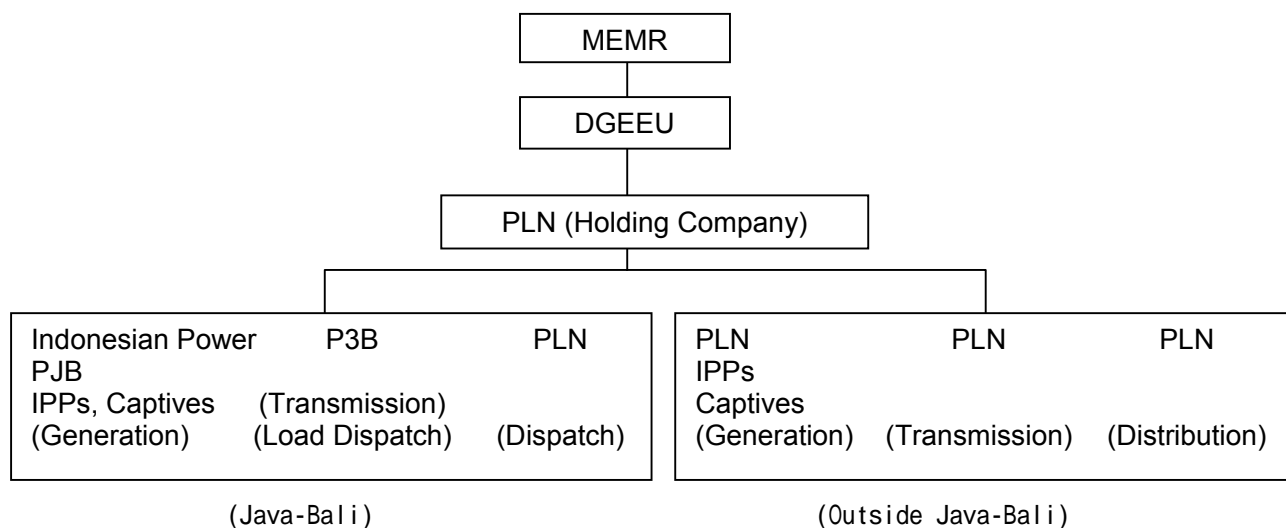 MEMR
DGEEU
PLN (Holding Company)
Indonesian Power P3B PLN
PJB
IPPs, Captives (Transmission)
(Generation) (Load Dispatch) (Dispatch)
(Java-Bali)
PLN PLN PLN
IPPs
Captives
(Generation) (Transmission) (Distribution)
(Outside Java-Bali)